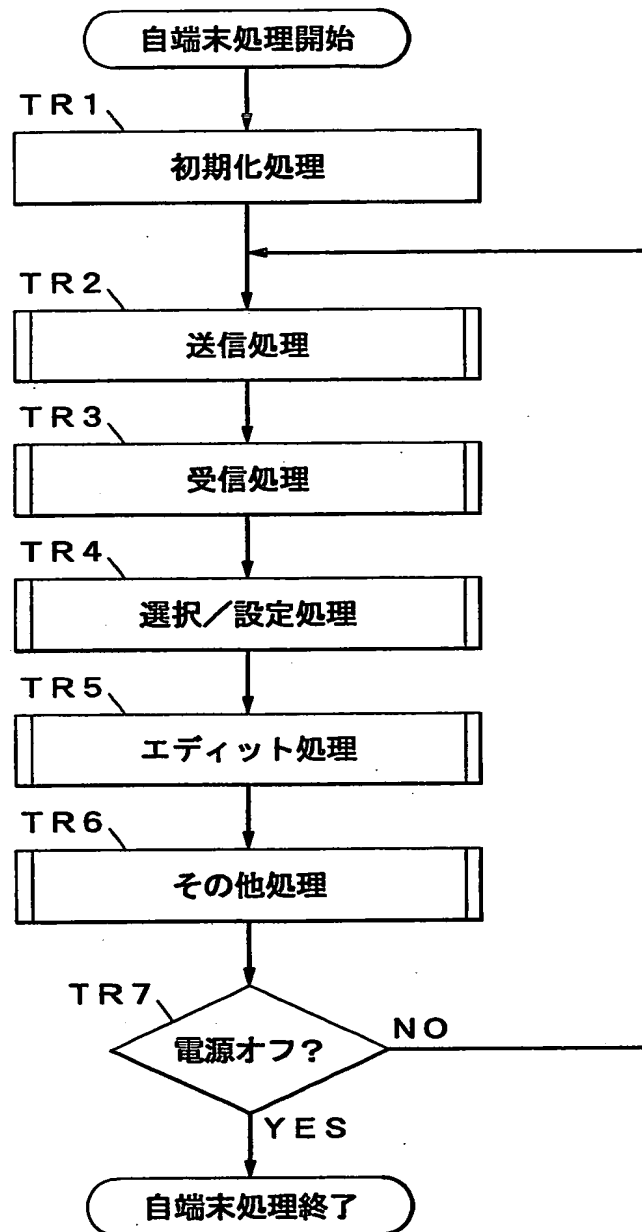 自端末処理開始
TR1
初期化処理
TR2
送信処理
TR3
受信処理
TR4
選択／設定処理
TR5
エディット処理
TR6
その他処理
TR7
電源オフ？
NO
YES
自端末処理終了